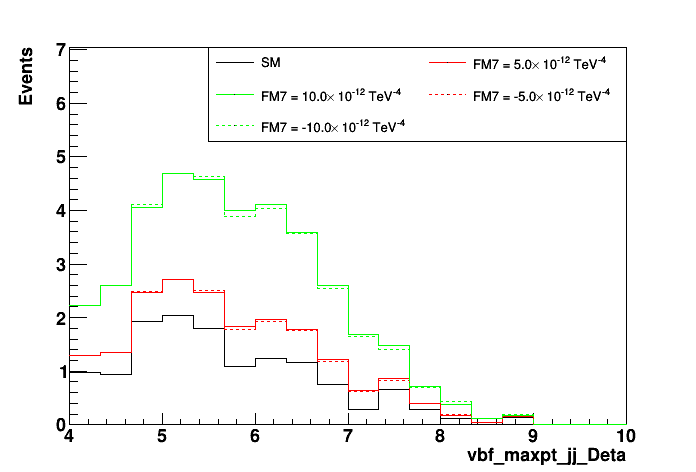 Events
7
6
5
4
3
2
1
0
SM
FM7 = 5.0× 10⁻¹² TeV⁻⁴
FM7 = 10.0× 10⁻¹² TeV⁻⁴
FM7 = -5.0× 10⁻¹² TeV⁻⁴
FM7 = -10.0× 10⁻¹² TeV⁻⁴
4 5 6 7 8 9 10
vbf_maxpt_jj_Deta